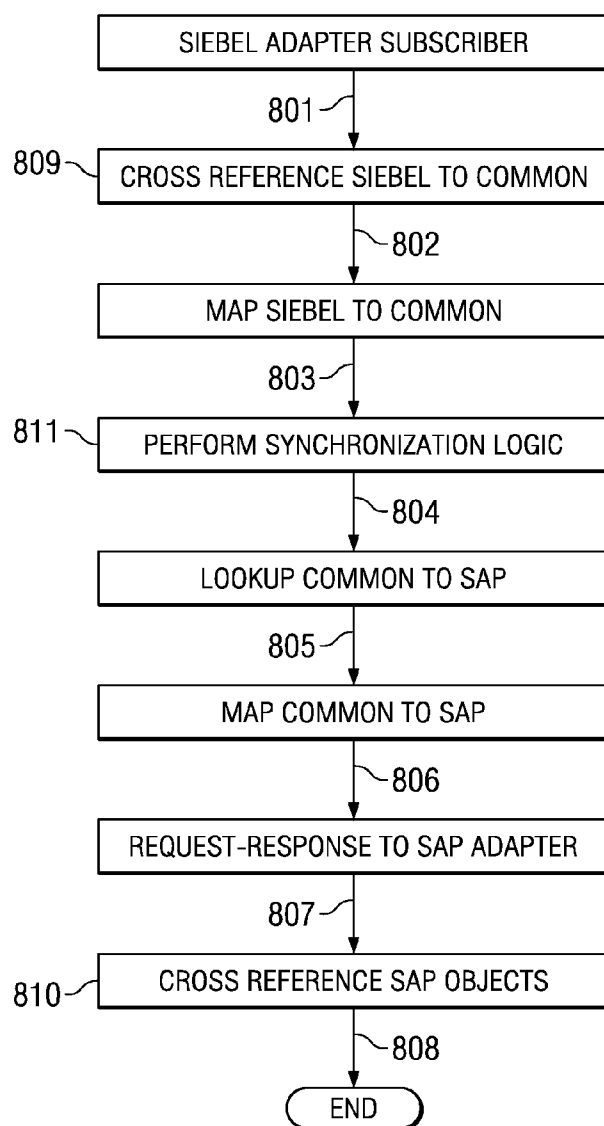 SIEBEL ADAPTER SUBSCRIBER
801
809
CROSS REFERENCE SIEBEL TO COMMON
802
MAP SIEBEL TO COMMON
803
811
PERFORM SYNCHRONIZATION LOGIC
804
LOOKUP COMMON TO SAP
805
MAP COMMON TO SAP
806
REQUEST-RESPONSE TO SAP ADAPTER
807
810
CROSS REFERENCE SAP OBJECTS
808
END